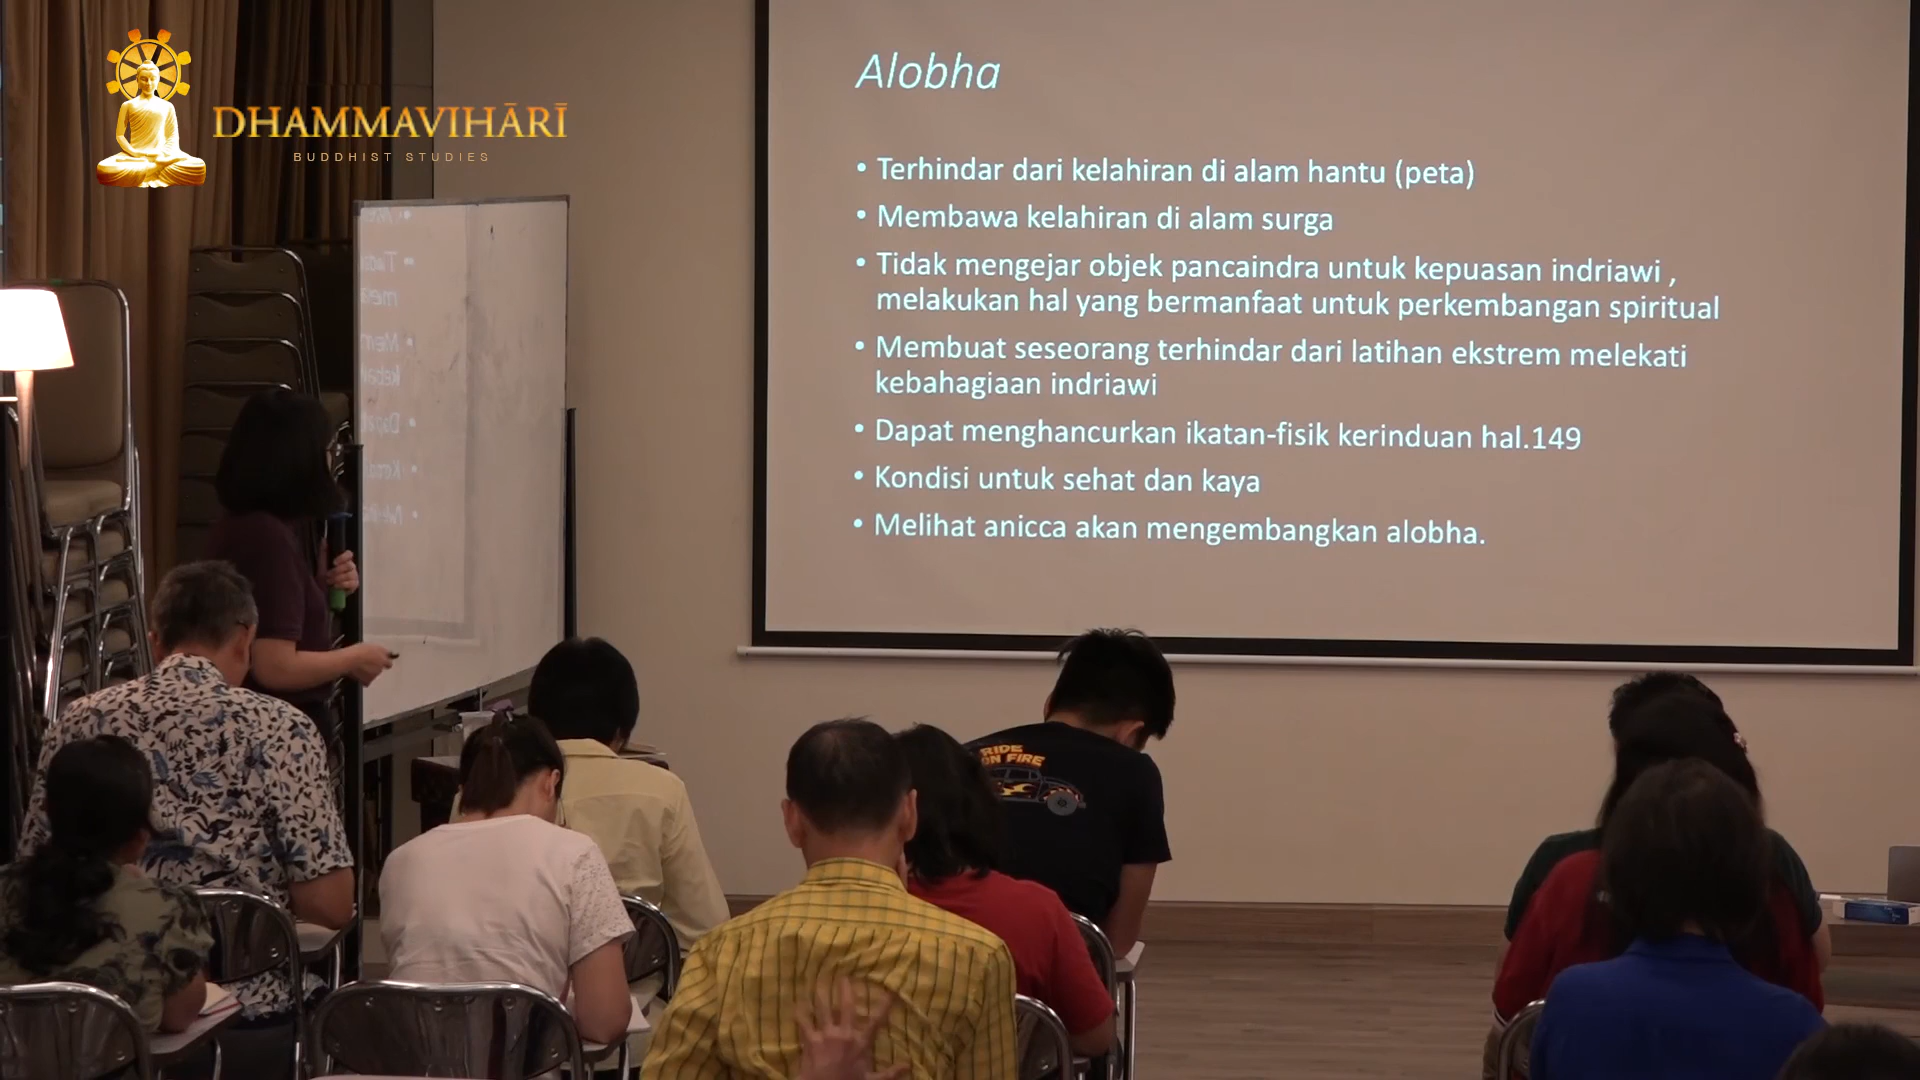 DHAMMAVIHĀRĪ
BUDDHIST STUDIES
Alobha
• Terhindar dari kelahiran di alam hantu (peta)
• Membawa kelahiran di alam surga
• Tidak mengejar objek pancaindra untuk kepuasan indriawi ,
melakukan hal yang bermanfaat untuk perkembangan spiritual
• Membuat seseorang terhindar dari latihan ekstrem melekati
kebahagiaan indriawi
• Dapat menghancurkan ikatan-fisik kerinduan hal.149
• Kondisi untuk sehat dan kaya
• Melihat anicca akan mengembangkan alobha.
RIDE
ON FIRE